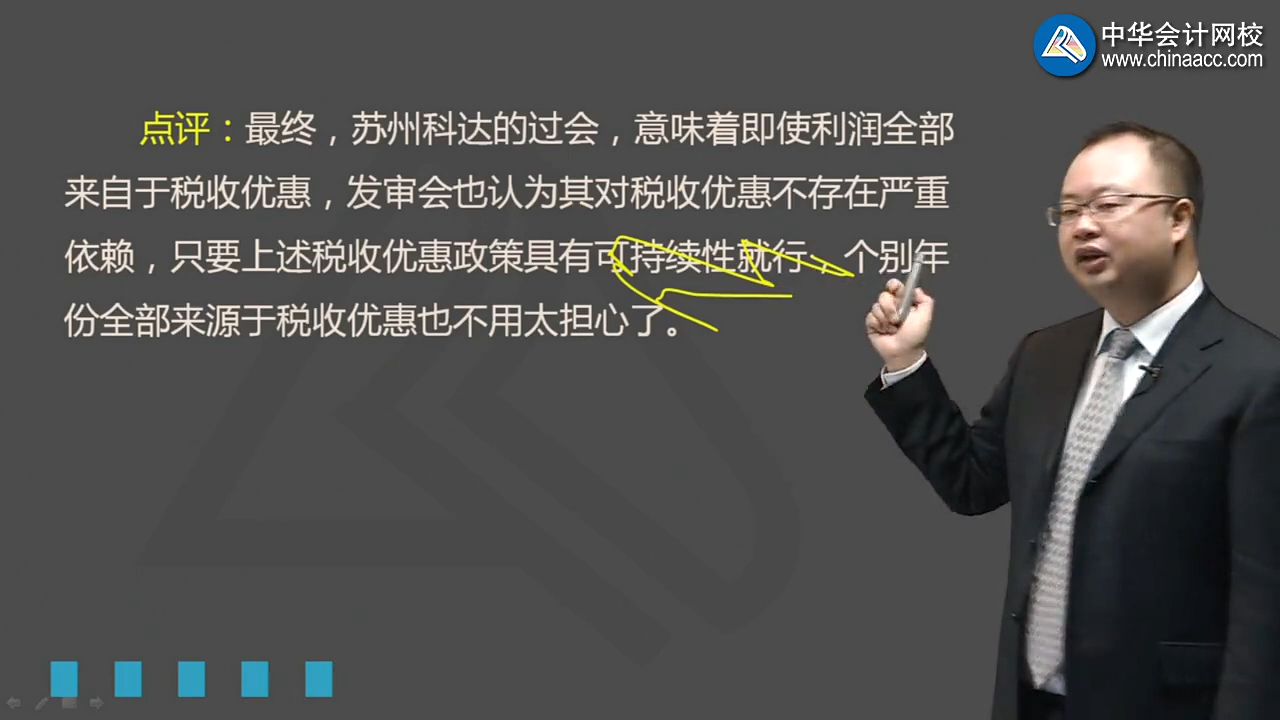 中华会计网校
www.chinaacc.com
点评：最终，苏州科达的过会，意味着即使利润全部
来自于税收优惠，发审会也认为其对税收优惠不存在严重
依赖，只要上述税收优惠政策具有可持续性就行，个别年
份全部来源于税收优惠也不用太担心了。